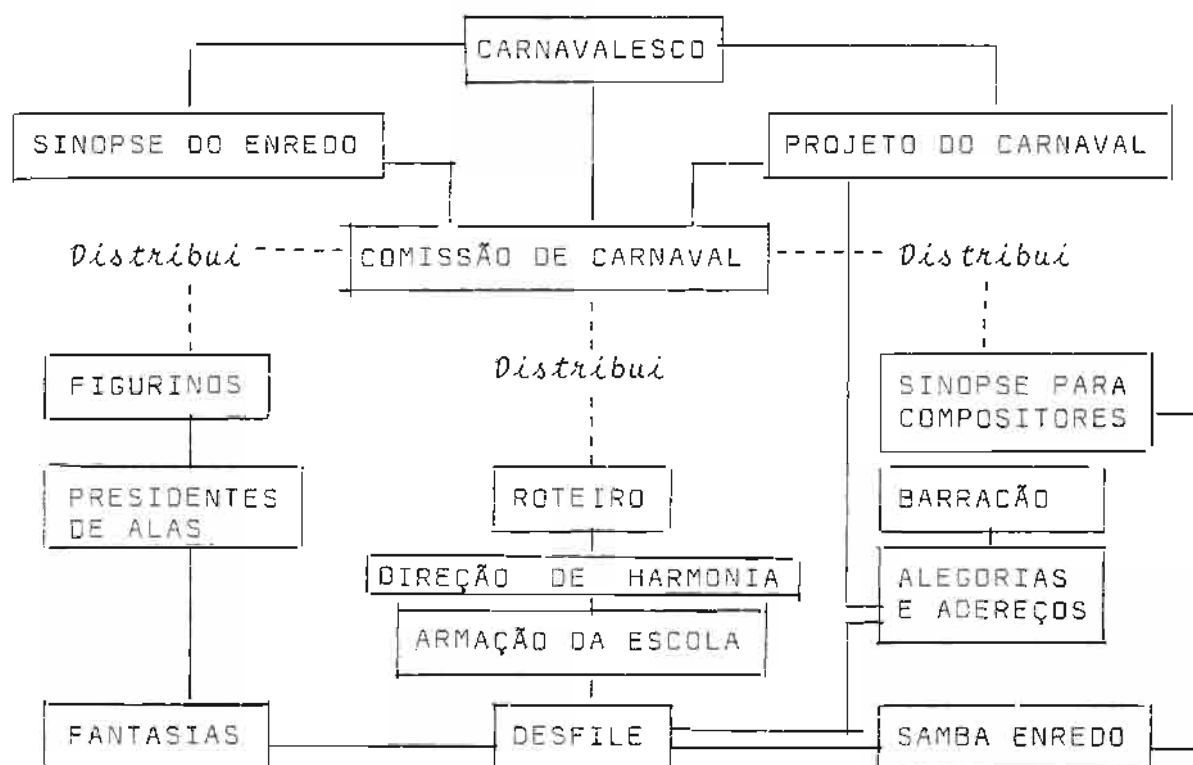 CARNAVALESCO
SINOPSE DO ENREDO
PROJETO DO CARNAVAL
Distribui
COMISSÃO DE CARNAVAL
Distribui
FIGURINOS
Distribui
SINOPSE PARA
COMPOSITORES
PRESIDENTES
DE ALAS
ROTEIRO
BARRACÃO
DIREÇÃO DE HARMONIA
ALEGORIAS
E ADEREÇOS
ARMAÇÃO DA ESCOLA
FANTASIAS
DESFILE
SAMBA ENREDO